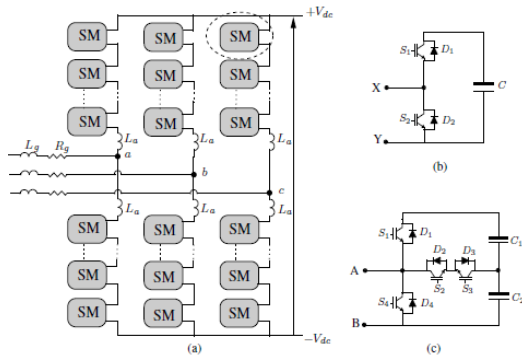 +V_dc
SM SM SM
SM SM SM
SM SM SM
L_a L_a L_a
L_g R_g
a
b
c
L_a L_a L_a
SM SM SM
SM SM SM
SM SM SM
−V_dc
(a)
S_1 D_1
X
C
S_2 D_2
Y
(b)
S_1 D_1
C_1
D_2 D_3
A
S_2 S_3
S_4 D_4
C_2
B
(c)